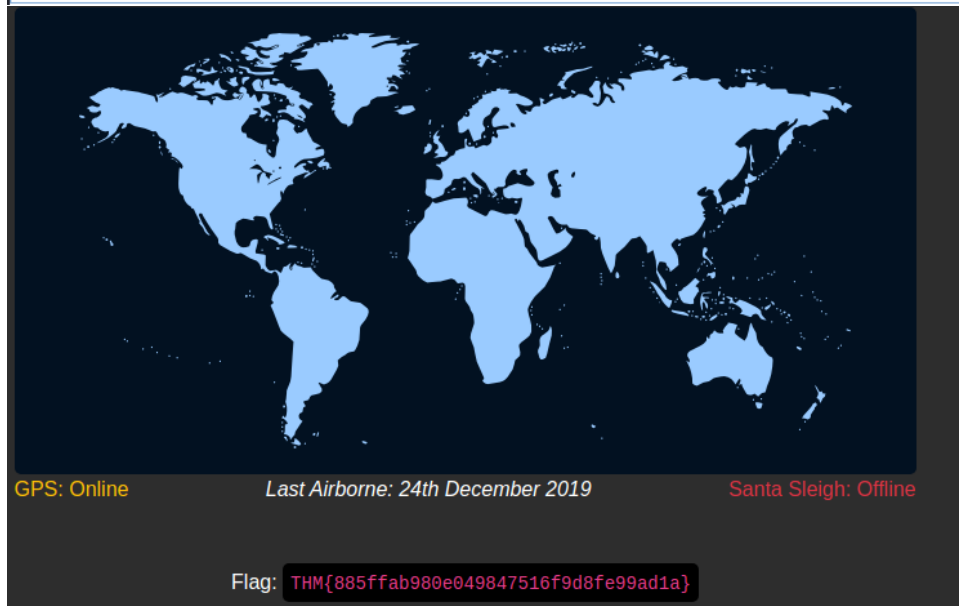 GPS: Online Last Airborne: 24th December 2019 Santa Sleigh: Offline
Flag: THM{885ffab980e049847516f9d8fe99ad1a}